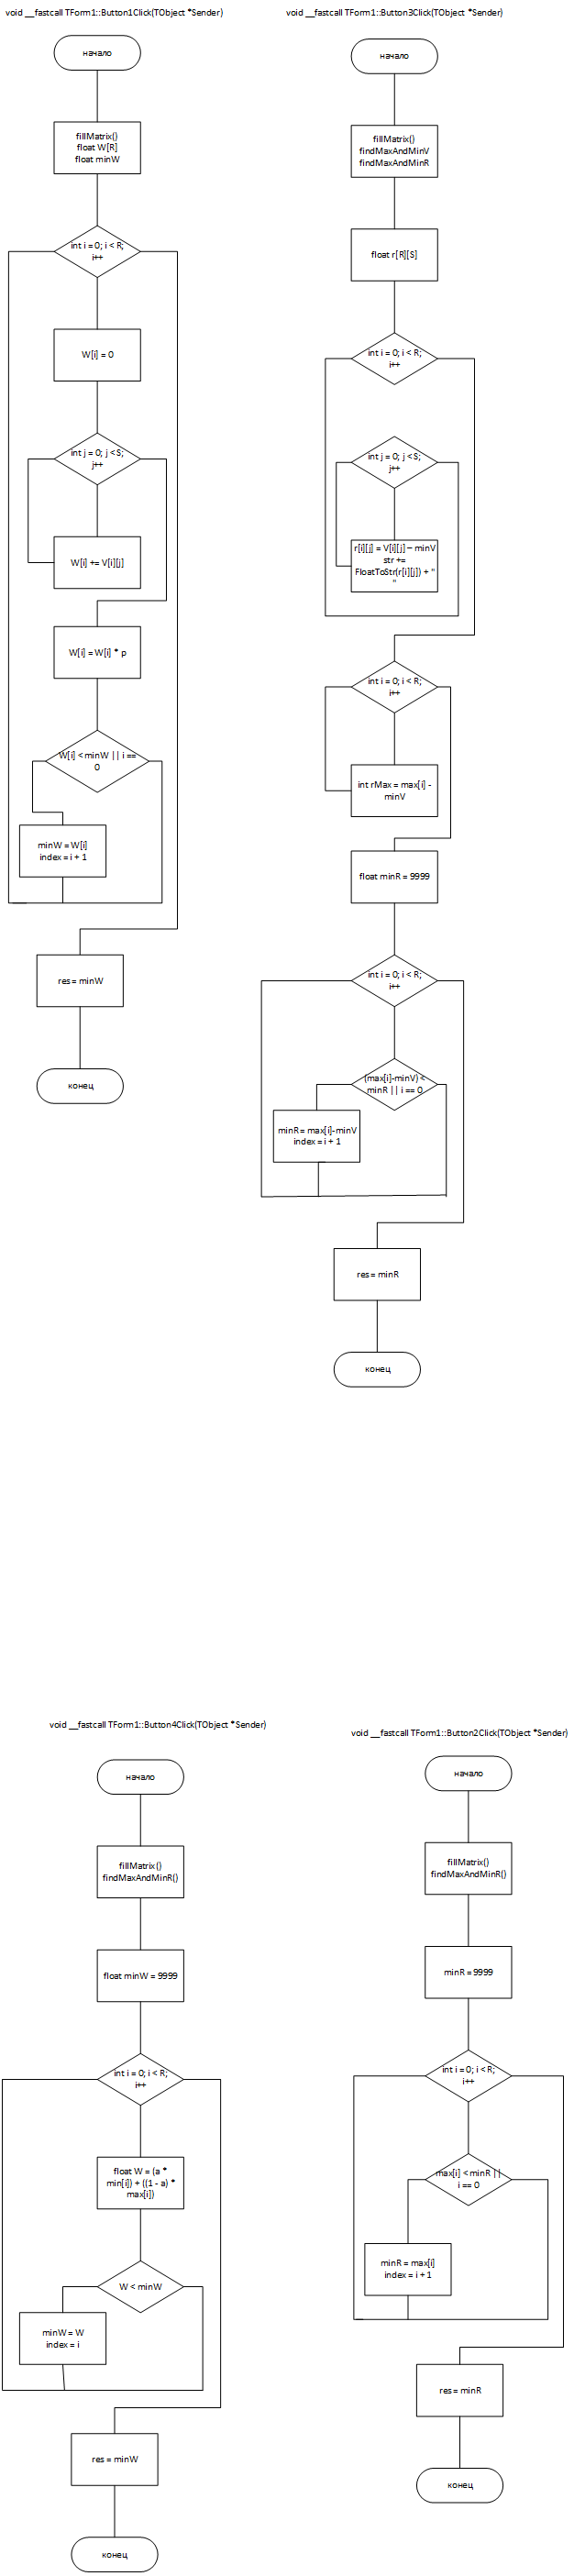 void __fastcall TForm1::Button1Click(TObject *Sender)
начало
fillMatrix()
float W[R]
float minW
int i = 0; i < R;
i++
W[i] = 0
int j = 0; j < S;
j++
W[i] += V[i][j]
W[i] = W[i] * p
W[i] < minW || i ==
0
minW = W[i]
index = i + 1
res = minW
конец
void __fastcall TForm1::Button3Click(TObject *Sender)
начало
fillMatrix()
findMaxAndMinV
findMaxAndMinR
float r[R][S]
int i = 0; i < R;
i++
int j = 0; j < S;
j++
r[i][j] = V[i][j] – minV
str +=
FloatToStr(r[i][j]) + "
"
int i = 0; i < R;
i++
int rMax = max[i] -
minV
float minR = 9999
int i = 0; i < R;
i++
(max[i]-minV) <
minR || i == 0
minR = max[i]-minV
index = i + 1
res = minR
конец
void __fastcall TForm1::Button4Click(TObject *Sender)
начало
fillMatrix()
findMaxAndMinR()
float minW = 9999
int i = 0; i < R;
i++
float W = (a *
min[i]) + ((1 - a) *
max[i])
W < minW
minW = W
index = i
res = minW
конец
void __fastcall TForm1::Button2Click(TObject *Sender)
начало
fillMatrix()
findMaxAndMinR()
minR = 9999
int i = 0; i < R;
i++
max[i] < minR ||
i == 0
minR = max[i]
index = i + 1
res = minR
конец